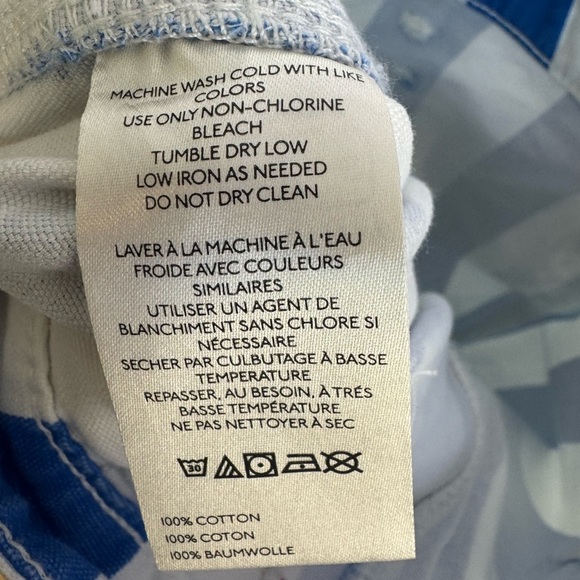 MACHINE WASH COLD WITH LIKE
COLORS
USE ONLY NON-CHLORINE
BLEACH
TUMBLE DRY LOW
LOW IRON AS NEEDED
DO NOT DRY CLEAN
LAVER À LA MACHINE À L'EAU
FROIDE AVEC COULEURS
SIMILAIRES
UTILISER UN AGENT DE
BLANCHIMENT SANS CHLORE SI
NÉCESSAIRE
SECHER PAR CULBUTAGE À BASSE
TEMPERATURE
REPASSER, AU BESOIN, À TRÉS
BASSE TEMPÉRATURE
NE PAS NETTOYER À SEC
30
100% COTTON
100% COTON
100% BAUMWOLLE